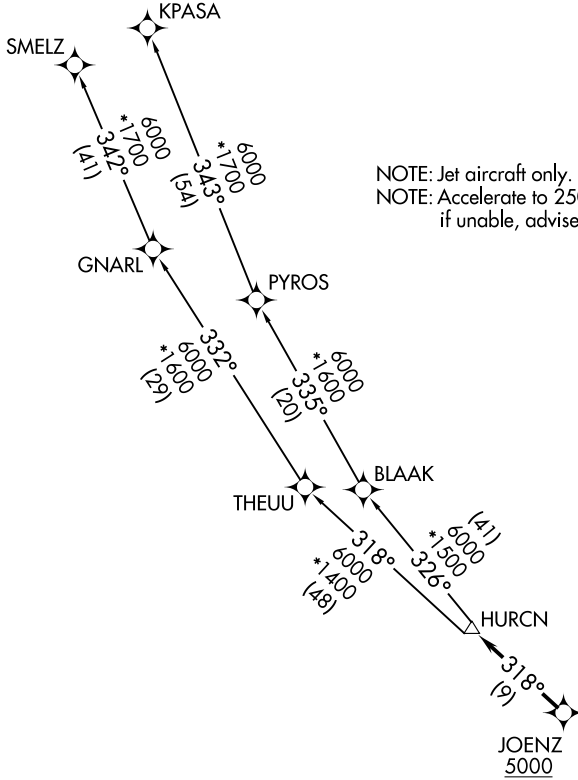 KPASA
SMELZ
6000
*1700
342°
(41)
6000
*1700
343°
(54)
NOTE: Jet aircraft only.
NOTE: Accelerate to 250
if unable, advise
GNARL
PYROS
332°
6000
*1600
(29)
6000
*1600
335°
(20)
BLAAK
THEUU
(41)
6000
*1500
326°
318°
6000
*1400
(48)
HURCN
318°
(9)
JOENZ
5000